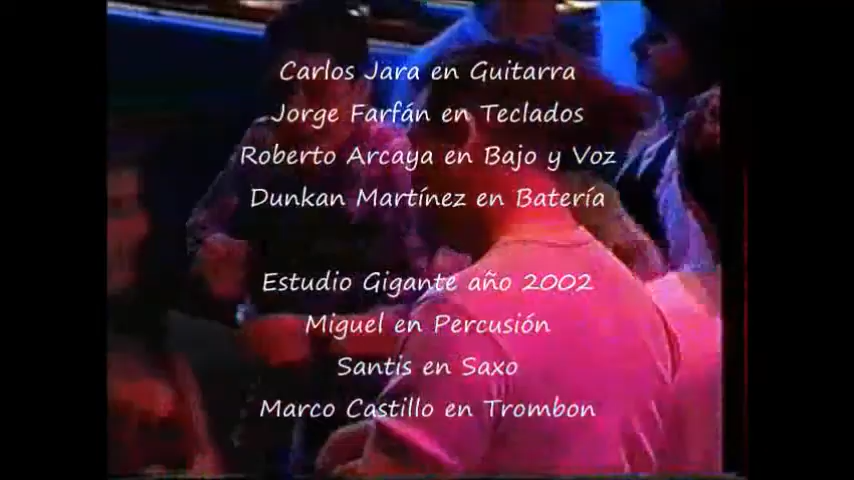 Carlos Jara en Guitarra
Jorge Farfán en Teclados
Roberto Arcaya en Bajo y Voz
Dunkan Martínez en Batería
Estudio Gigante año 2002
Miguel en Percusión
Santis en Saxo
Marco Castillo en Trombon